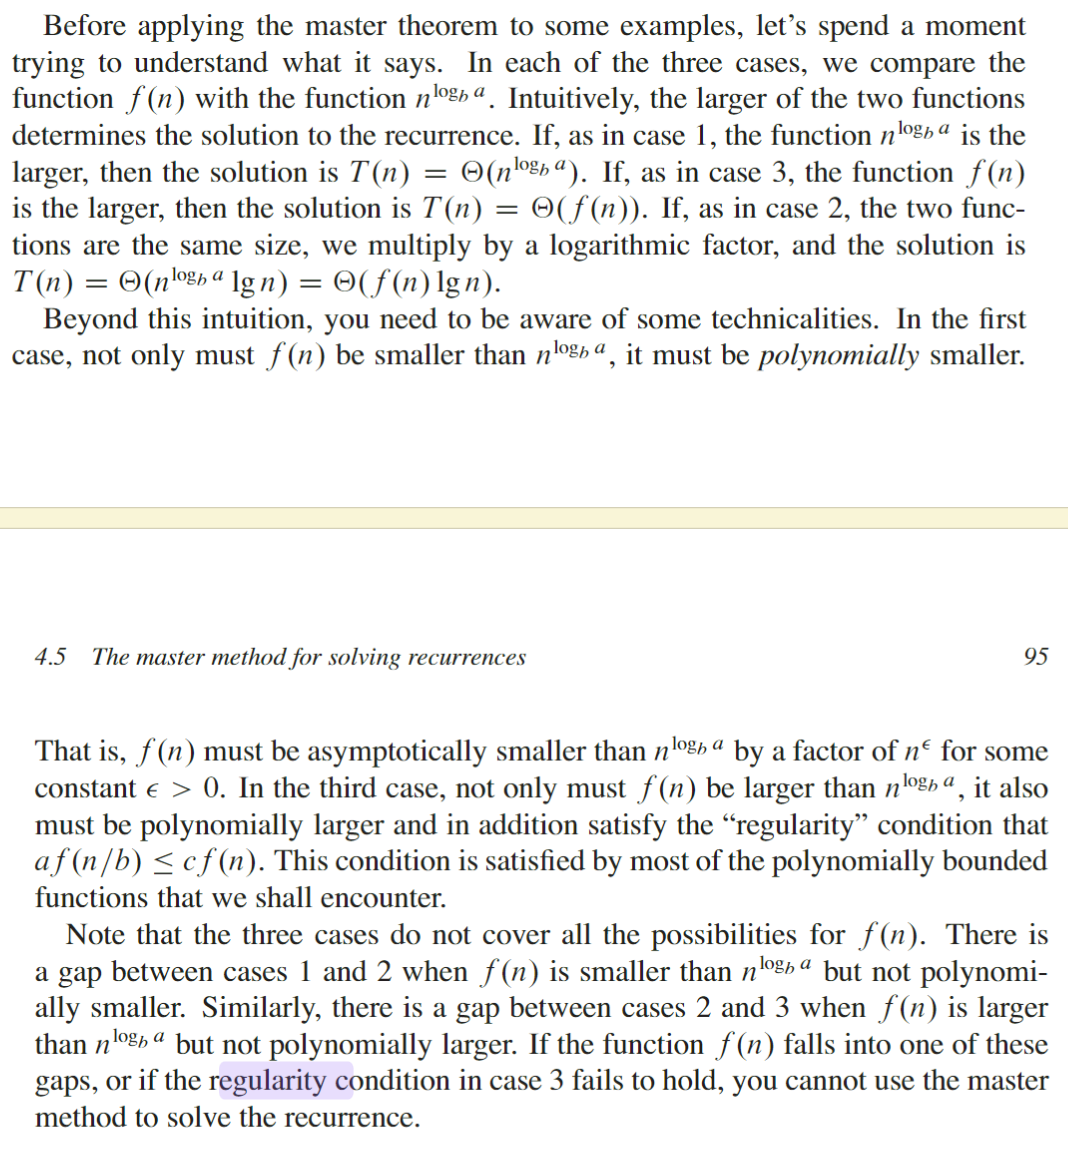 Before applying the master theorem to some examples, let’s spend a moment
trying to understand what it says. In each of the three cases, we compare the
function f(n) with the function n^{log_b a}. Intuitively, the larger of the two functions
determines the solution to the recurrence. If, as in case 1, the function n^{log_b a} is the
larger, then the solution is T(n) = Θ(n^{log_b a}). If, as in case 3, the function f(n)
is the larger, then the solution is T(n) = Θ(f(n)). If, as in case 2, the two func-
tions are the same size, we multiply by a logarithmic factor, and the solution is
T(n) = Θ(n^{log_b a} lg n) = Θ(f(n) lg n).
Beyond this intuition, you need to be aware of some technicalities. In the first
case, not only must f(n) be smaller than n^{log_b a}, it must be polynomially smaller.
4.5 The master method for solving recurrences 95
That is, f(n) must be asymptotically smaller than n^{log_b a} by a factor of n^ϵ for some
constant ϵ > 0. In the third case, not only must f(n) be larger than n^{log_b a}, it also
must be polynomially larger and in addition satisfy the “regularity” condition that
af(n/b) ≤ cf(n). This condition is satisfied by most of the polynomially bounded
functions that we shall encounter.
Note that the three cases do not cover all the possibilities for f(n). There is
a gap between cases 1 and 2 when f(n) is smaller than n^{log_b a} but not polynomi-
ally smaller. Similarly, there is a gap between cases 2 and 3 when f(n) is larger
than n^{log_b a} but not polynomially larger. If the function f(n) falls into one of these
gaps, or if the regularity condition in case 3 fails to hold, you cannot use the master
method to solve the recurrence.